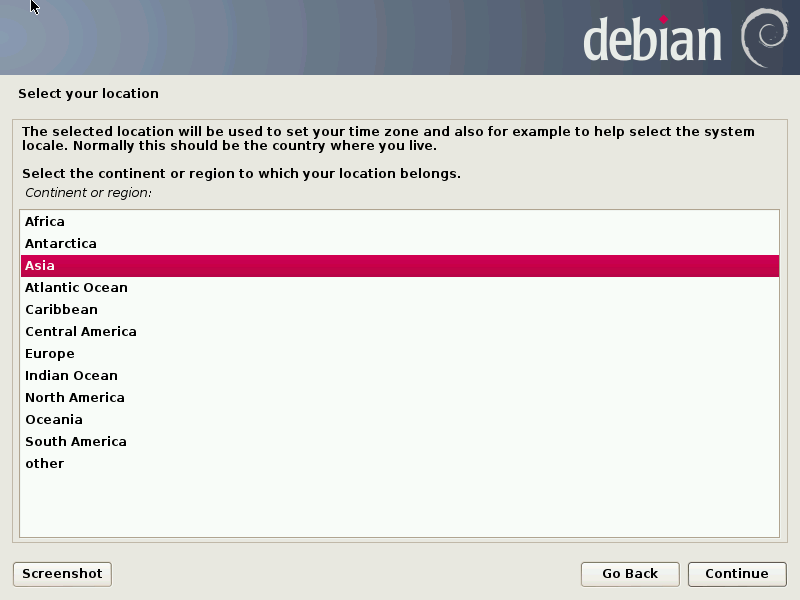 debian
Select your location
The selected location will be used to set your time zone and also for example to help select the system
locale. Normally this should be the country where you live.
Select the continent or region to which your location belongs.
Continent or region:
Africa
Antarctica
Asia
Atlantic Ocean
Caribbean
Central America
Europe
Indian Ocean
North America
Oceania
South America
other
Screenshot
Go Back
Continue